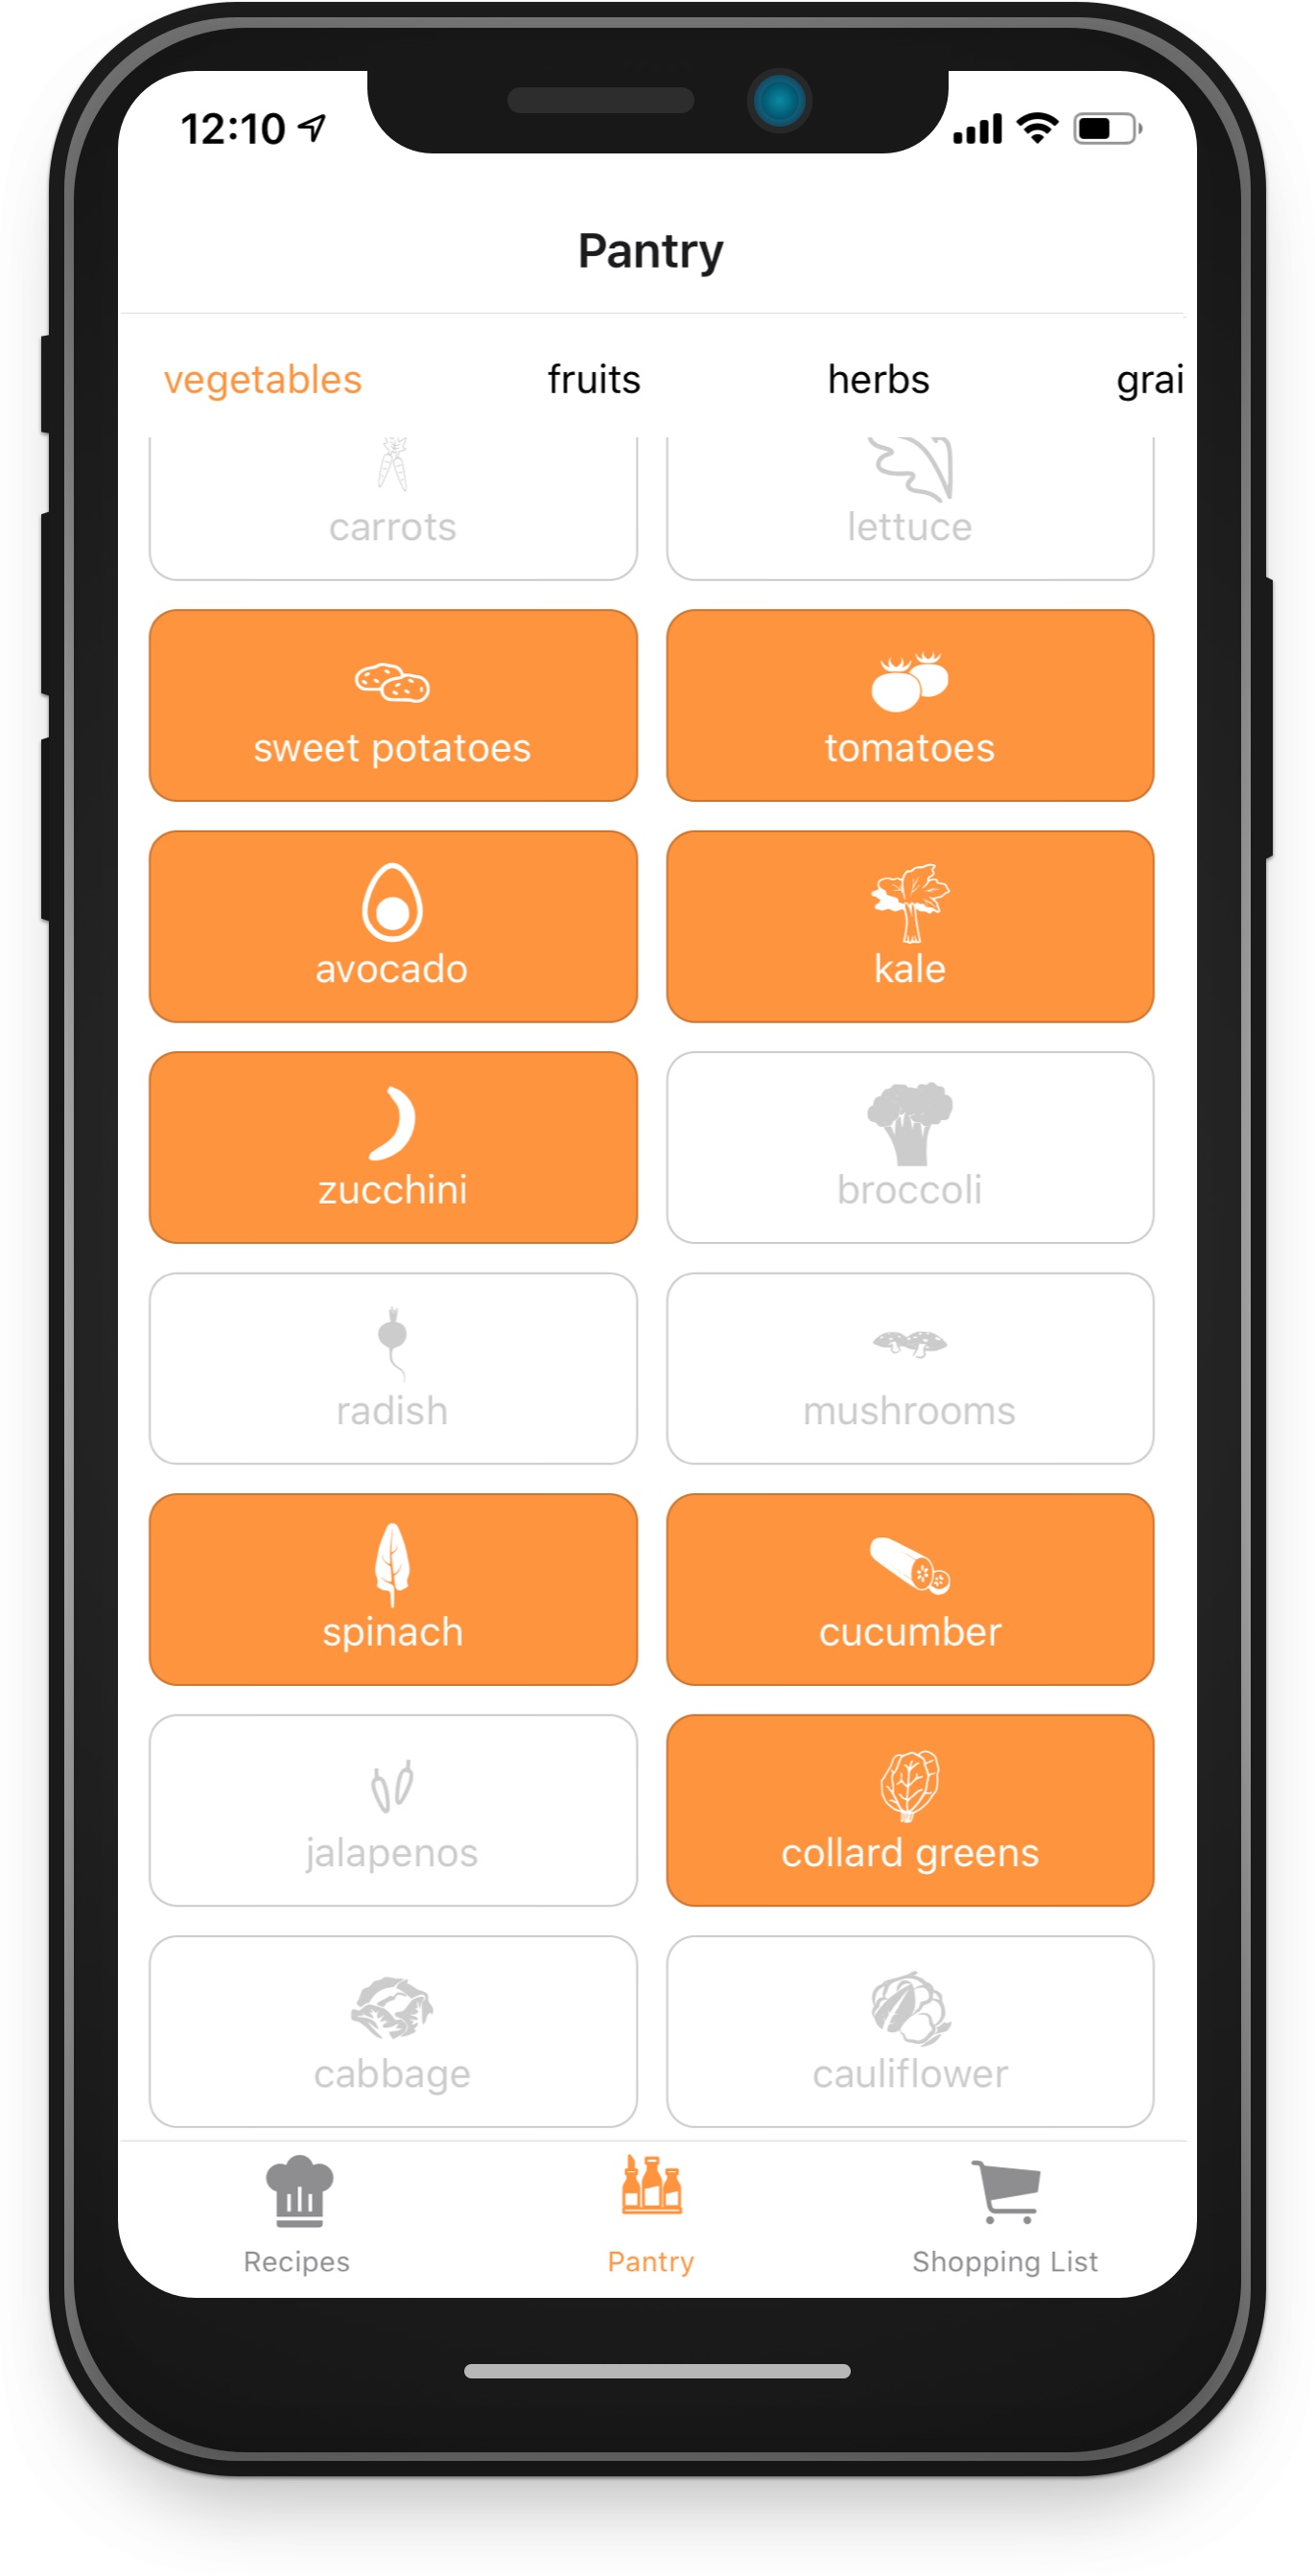 12:10
Pantry
vegetables fruits herbs grai
carrots lettuce
sweet potatoes tomatoes
avocado kale
zucchini broccoli
radish mushrooms
spinach cucumber
jalapenos collard greens
cabbage cauliflower
Recipes Pantry Shopping List